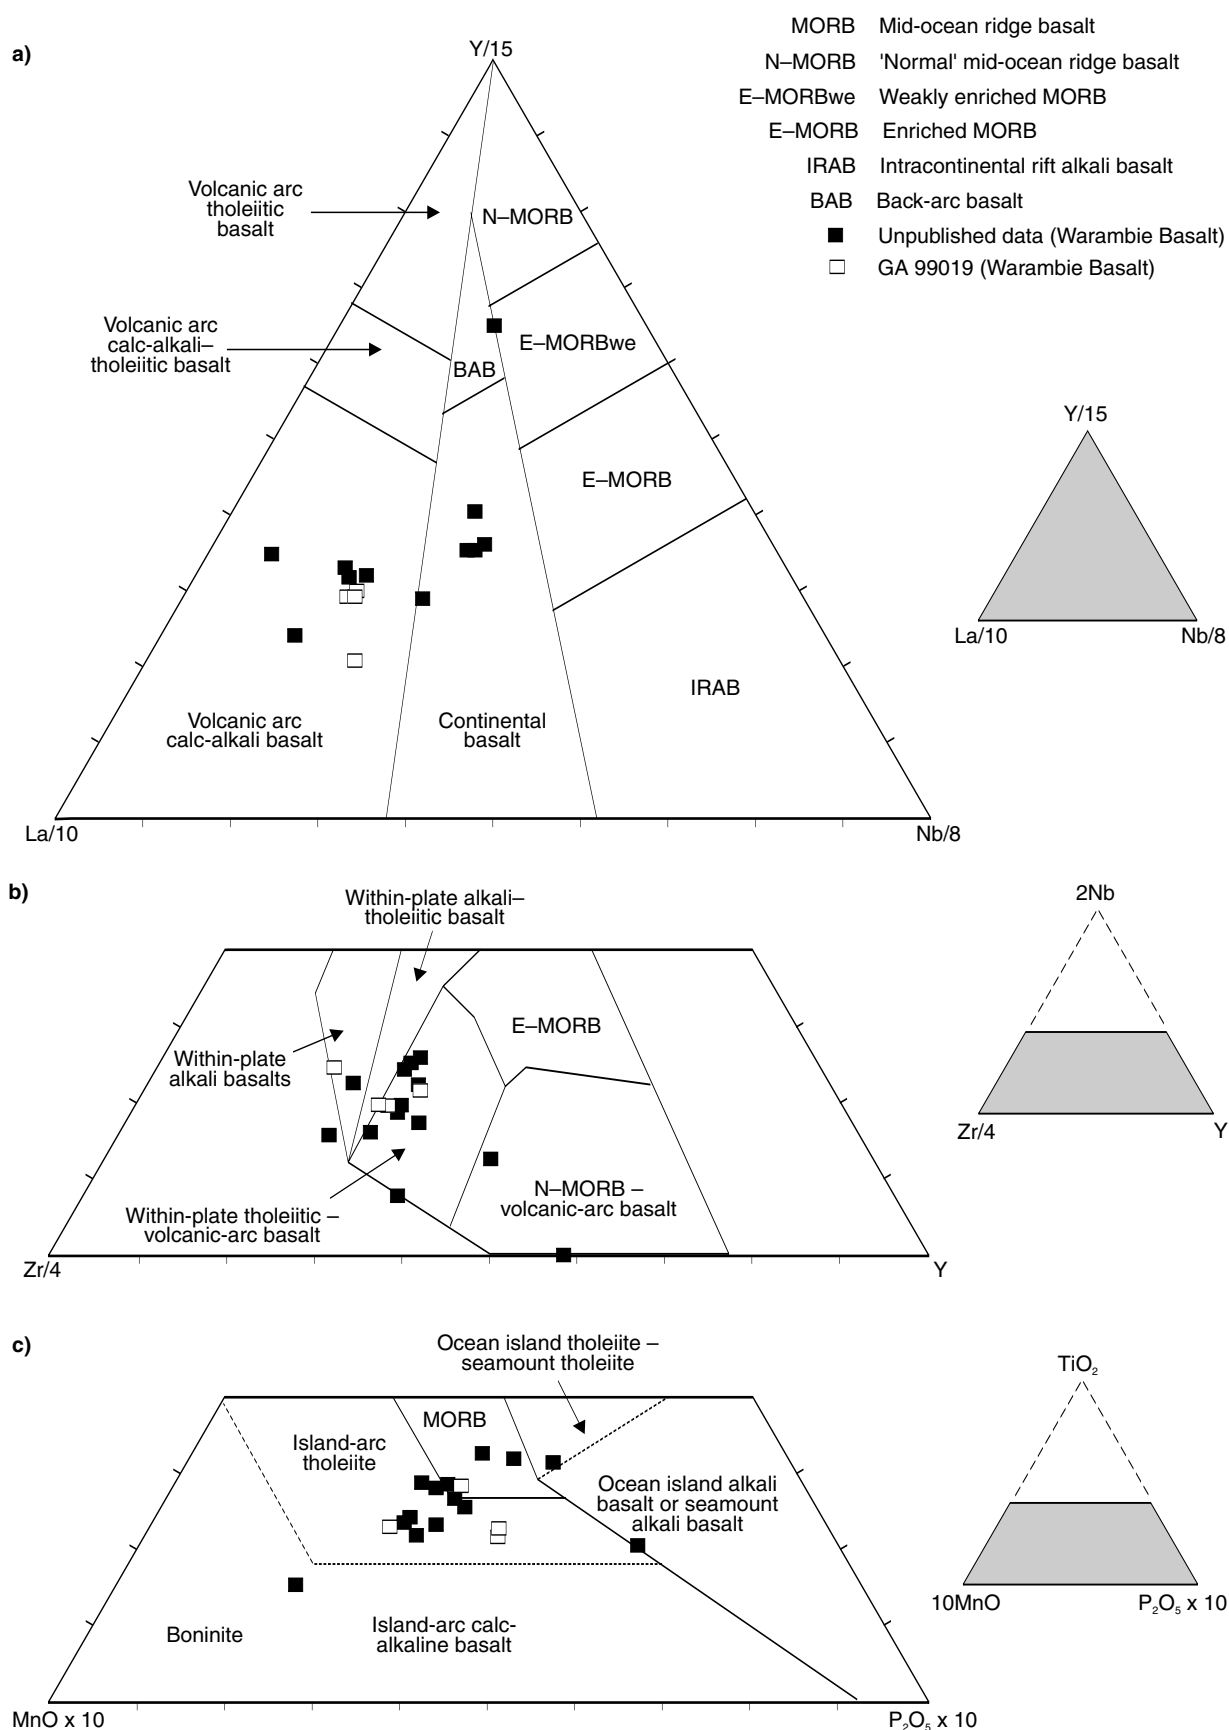 a)
Y/15
MORB Mid-ocean ridge basalt
N–MORB 'Normal' mid-ocean ridge basalt
E–MORBwe Weakly enriched MORB
E–MORB Enriched MORB
IRAB Intracontinental rift alkali basalt
BAB Back-arc basalt
Unpublished data (Warambie Basalt)
GA 99019 (Warambie Basalt)
Volcanic arc
tholeiitic
basalt
N–MORB
Volcanic arc
calc-alkali–
tholeiitic basalt
E–MORBwe
BAB
E–MORB
IRAB
Volcanic arc
calc-alkali basalt
Continental
basalt
La/10
Nb/8
Y/15
La/10
Nb/8
b)
Within-plate alkali–
tholeiitic basalt
E–MORB
Within-plate
alkali basalts
N–MORB –
volcanic-arc basalt
Within-plate tholeiitic –
volcanic-arc basalt
Zr/4
Y
2Nb
Zr/4
Y
c)
Ocean island tholeiite –
seamount tholeiite
MORB
Island-arc
tholeiite
Ocean island alkali
basalt or seamount
alkali basalt
Boninite
Island-arc calc-
alkaline basalt
MnO x 10
P₂O₅ x 10
TiO₂
10MnO
P₂O₅ x 10